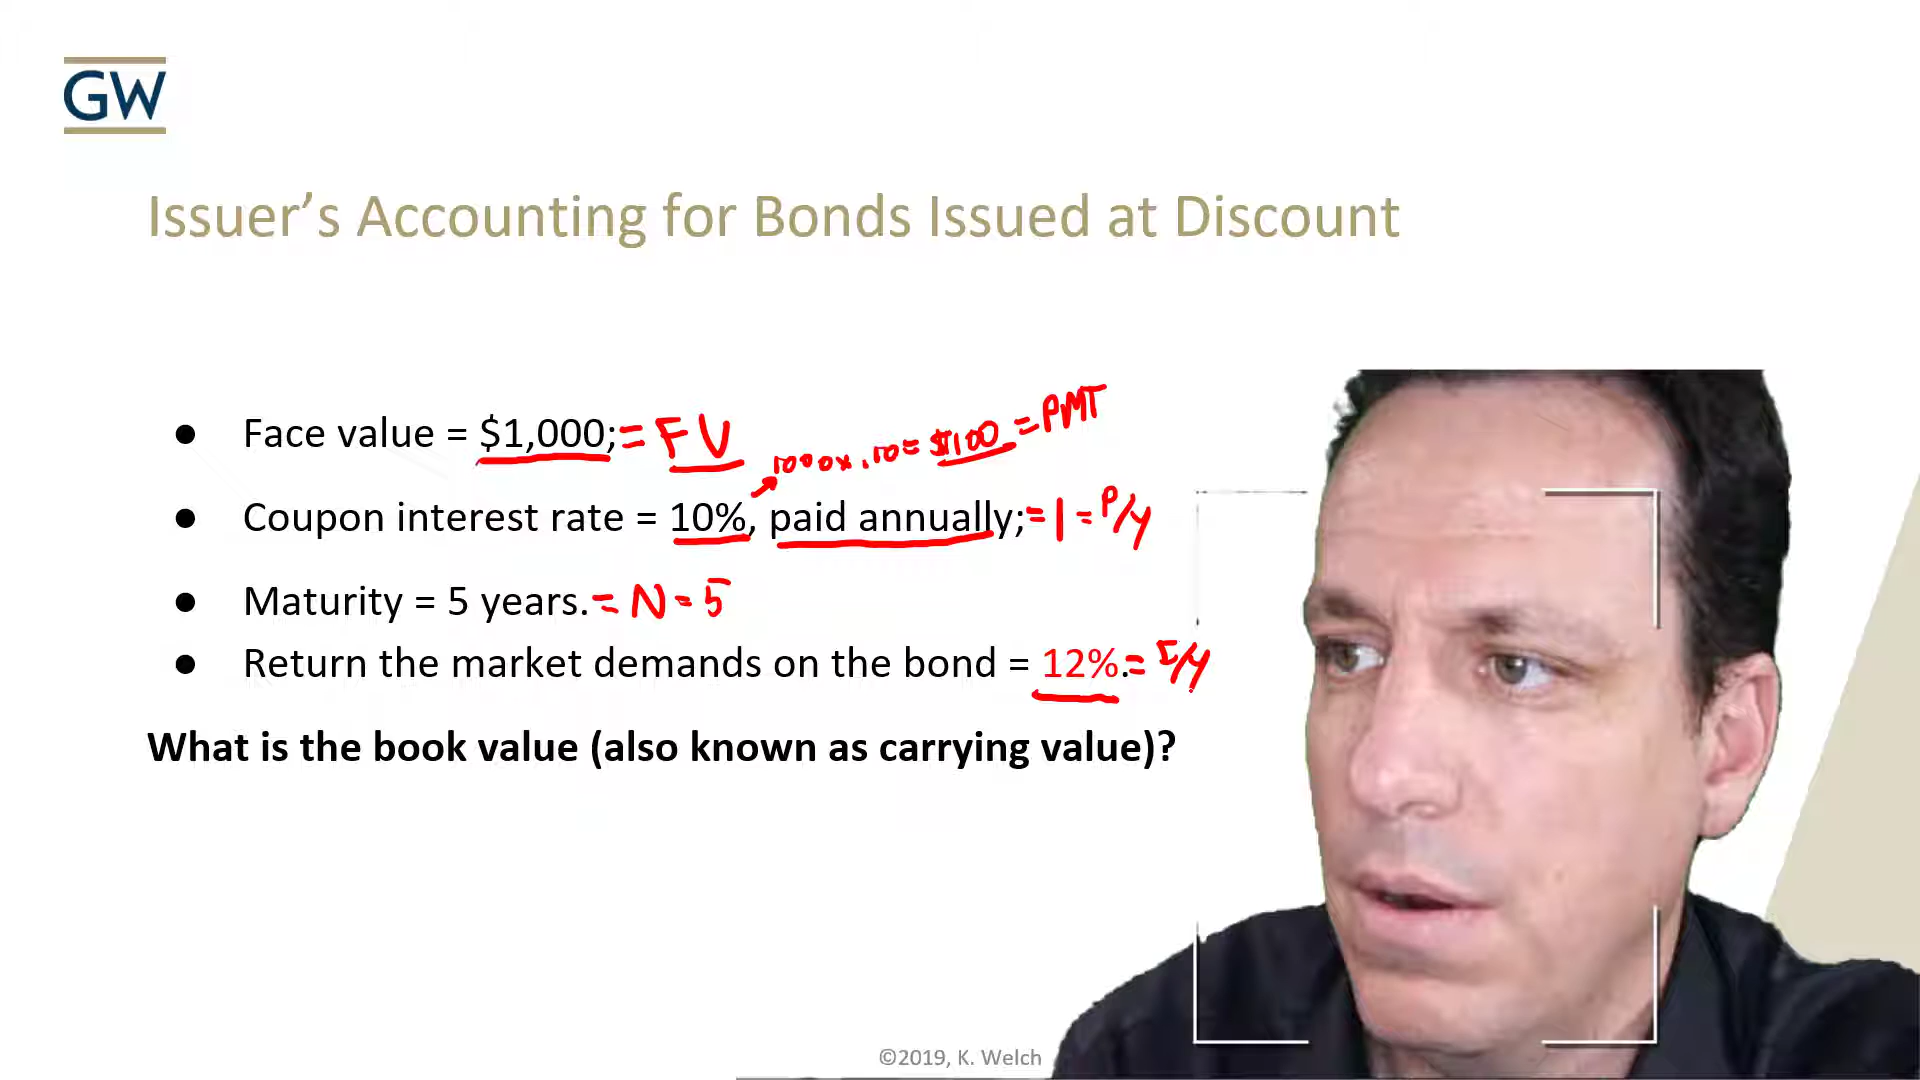 GW
Issuer’s Accounting for Bonds Issued at Discount
= PMT
1000x.10=$100
● Face value = $1,000; = FV
● Coupon interest rate = 10%, paid annually; = 1 = P/Y
● Maturity = 5 years. = N = 5
● Return the market demands on the bond = 12%. = I/Y
What is the book value (also known as carrying value)?
©2019, K. Welch